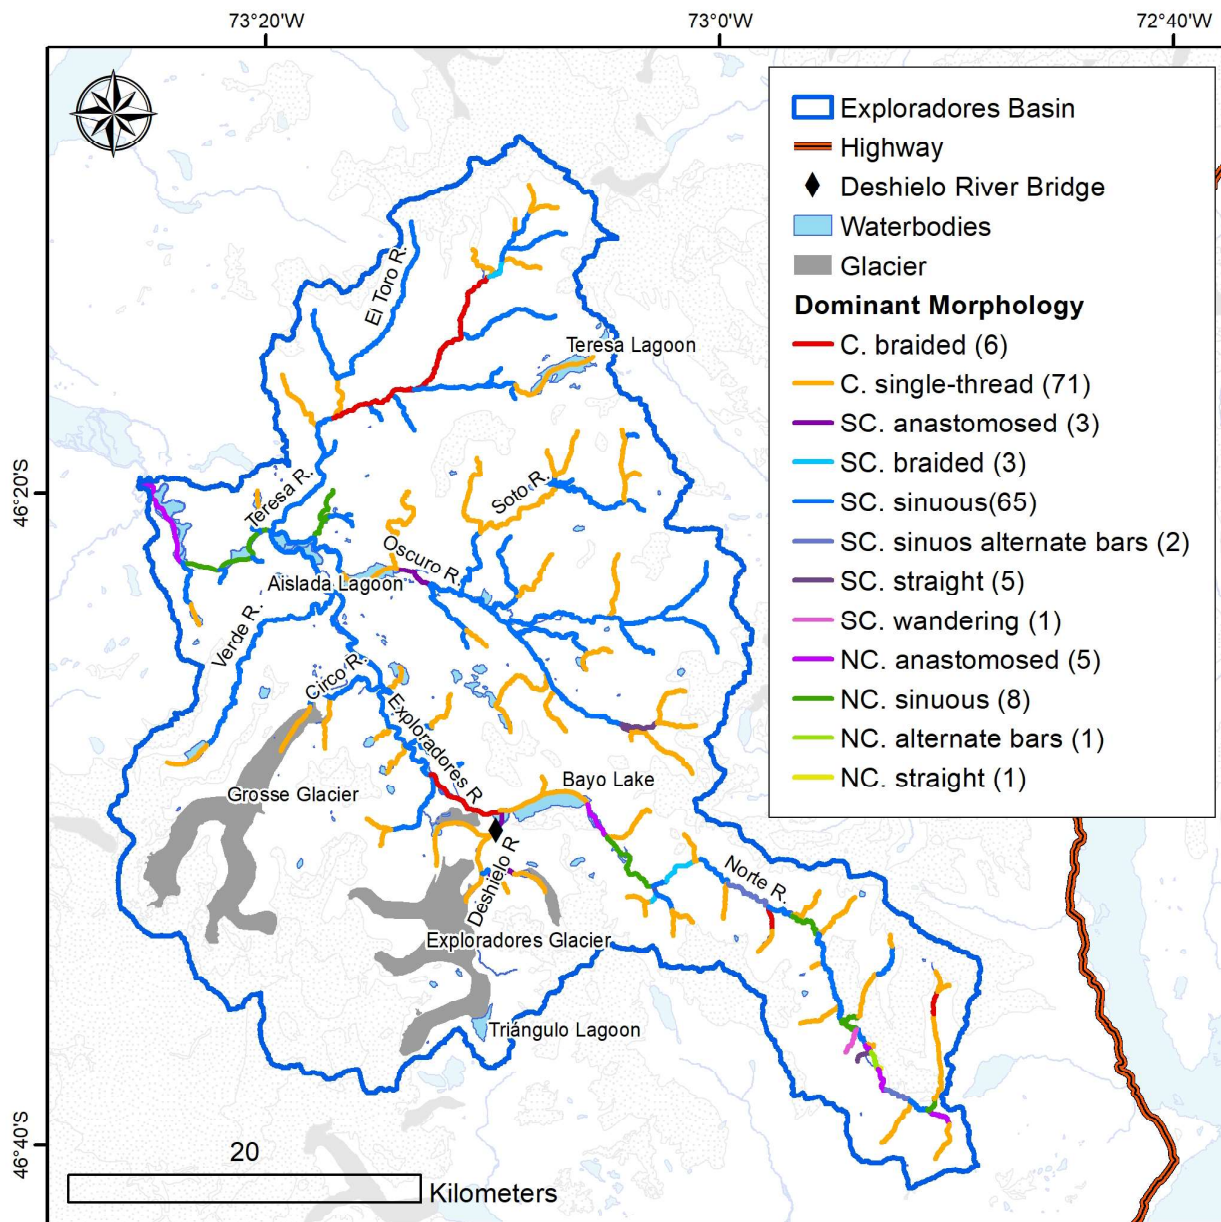 73°20'0"W
73°0'0"W
72°40'0"W
46°20'S
46°40'S
Exploradores Basin
Highway
Deshielo River Bridge
Waterbodies
Glacier
Dominant Morphology
C. braided (6)
C. single-thread (71)
SC. anastomosed (3)
SC. braided (3)
SC. sinuous(65)
SC. sinuos alternate bars (2)
SC. straight (5)
SC. wandering (1)
NC. anastomosed (5)
NC. sinuous (8)
NC. alternate bars (1)
NC. straight (1)
El Toro R.
Teresa Lagoon
Teresa R.
Soto R.
Oscuro R.
Aislada Lagoon
Verde R.
Circo R.
Exploradores R.
Bayo Lake
Grosse Glacier
Deshielo R
Norte R.
Exploradores Glacier
Triángulo Lagoon
20
Kilometers